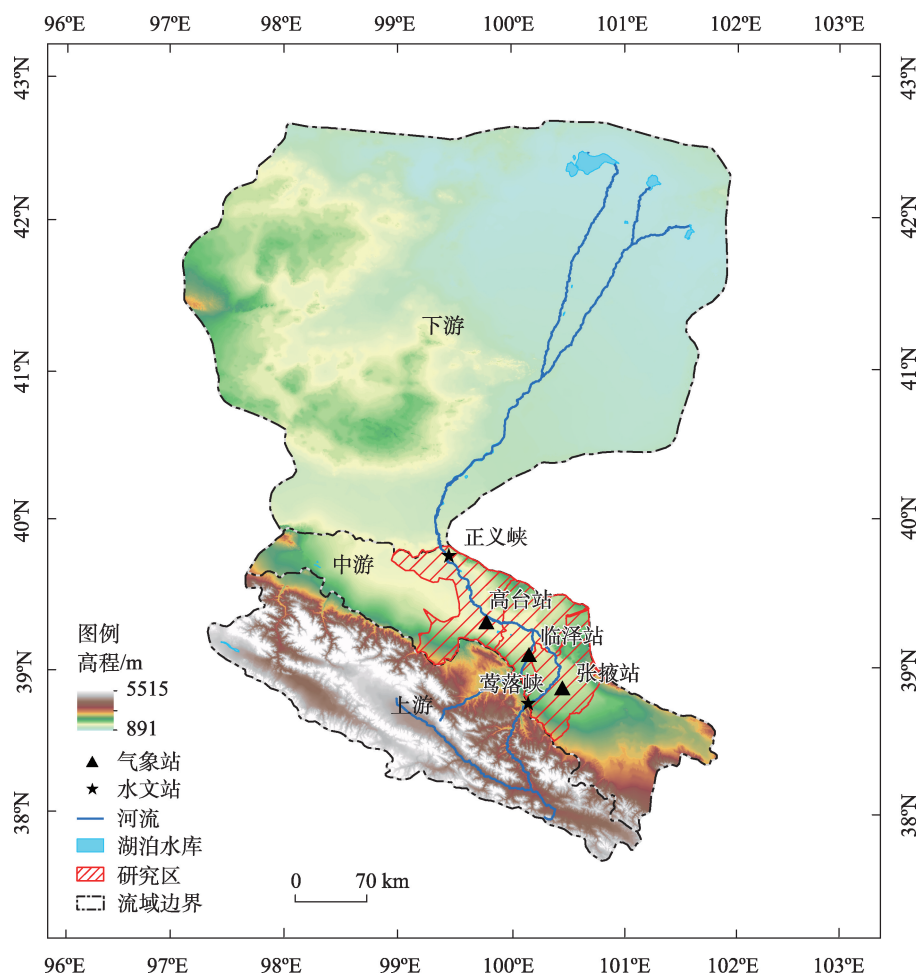 96°E 97°E 98°E 99°E 100°E 101°E 102°E 103°E
43°N 43°N
42°N 42°N
下游
41°N 41°N
40°N 40°N
正义峡
中游
高台站
临泽站
张掖站
莺落峡
上游
39°N 39°N
38°N 38°N
图例
高程/m
5515
891
气象站
水文站
河流
湖泊水库
研究区
流域边界
0 70 km
96°E 97°E 98°E 99°E 100°E 101°E 102°E 103°E